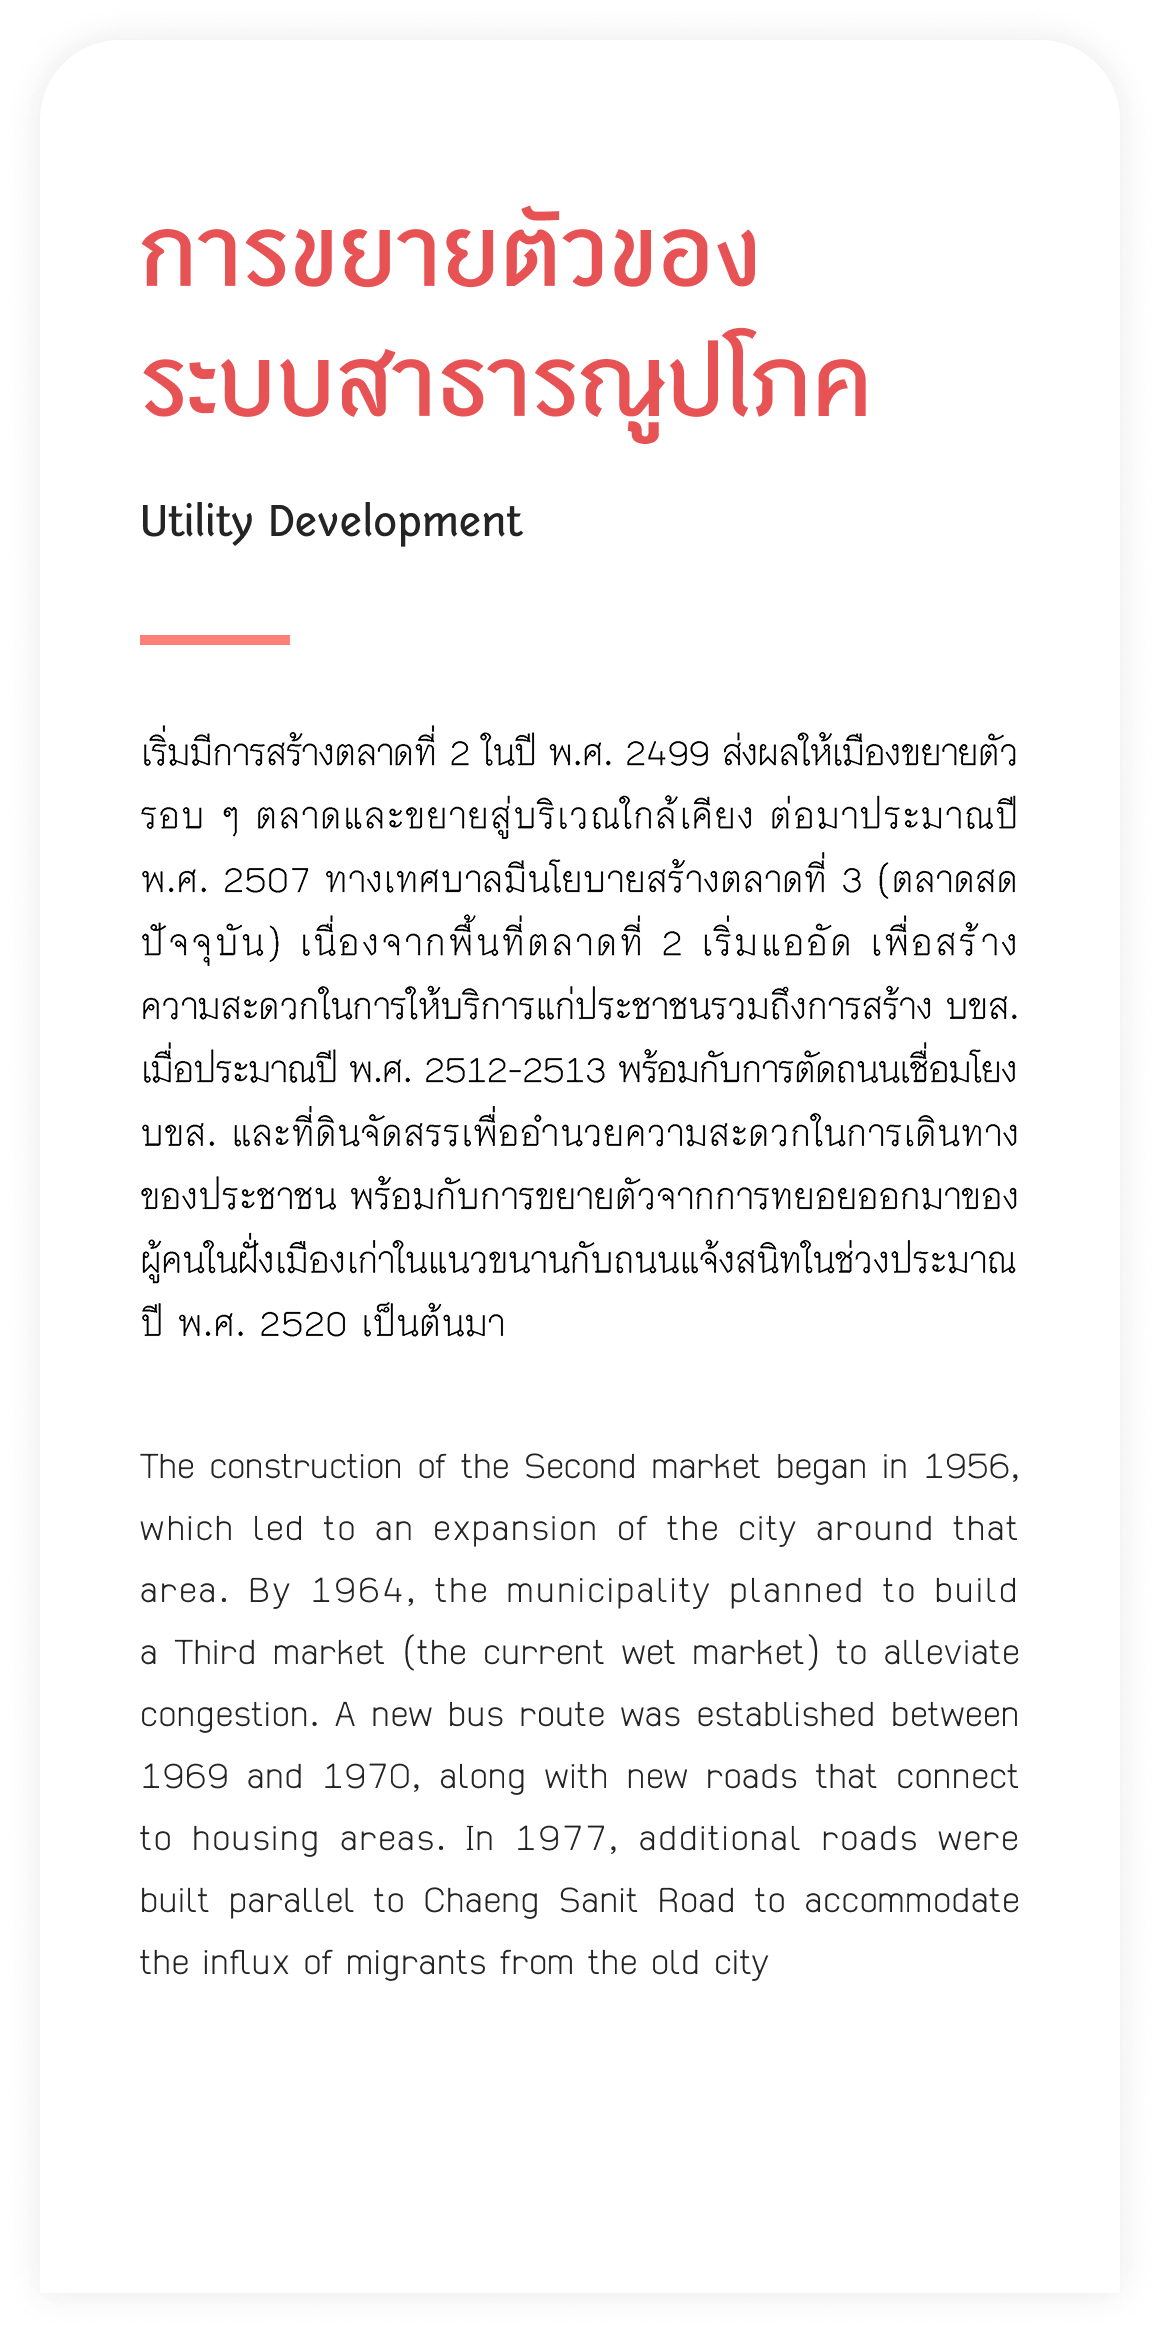 การขยายตัวของ
ระบบสาธารณูปโภค
Utility Development
เริ่มมีการสร้างตลาดที่ 2 ในปี พ.ศ. 2499 ส่งผลให้เมืองขยายตัว
รอบ ๆ ตลาดและขยายสู่บริเวณใกล้เคียง ต่อมาประมาณปี
พ.ศ. 2507 ทางเทศบาลมีนโยบายสร้างตลาดที่ 3 (ตลาดสด
ปัจจุบัน) เนื่องจากพื้นที่ตลาดที่ 2 เริ่มแออัด เพื่อสร้าง
ความสะดวกในการให้บริการแก่ประชาชนรวมถึงการสร้าง บขส.
เมื่อประมาณปี พ.ศ. 2512-2513 พร้อมกับการตัดถนนเชื่อมโยง
บขส. และที่ดินจัดสรรเพื่ออำนวยความสะดวกในการเดินทาง
ของประชาชน พร้อมกับการขยายตัวจากการทยอยออกมาของ
ผู้คนในฝั่งเมืองเก่าในแนวขนานกับถนนแจ้งสนิทในช่วงประมาณ
ปี พ.ศ. 2520 เป็นต้นมา
The construction of the Second market began in 1956,
which led to an expansion of the city around that
area. By 1964, the municipality planned to build
a Third market (the current wet market) to alleviate
congestion. A new bus route was established between
1969 and 1970, along with new roads that connect
to housing areas. In 1977, additional roads were
built parallel to Chaeng Sanit Road to accommodate
the influx of migrants from the old city